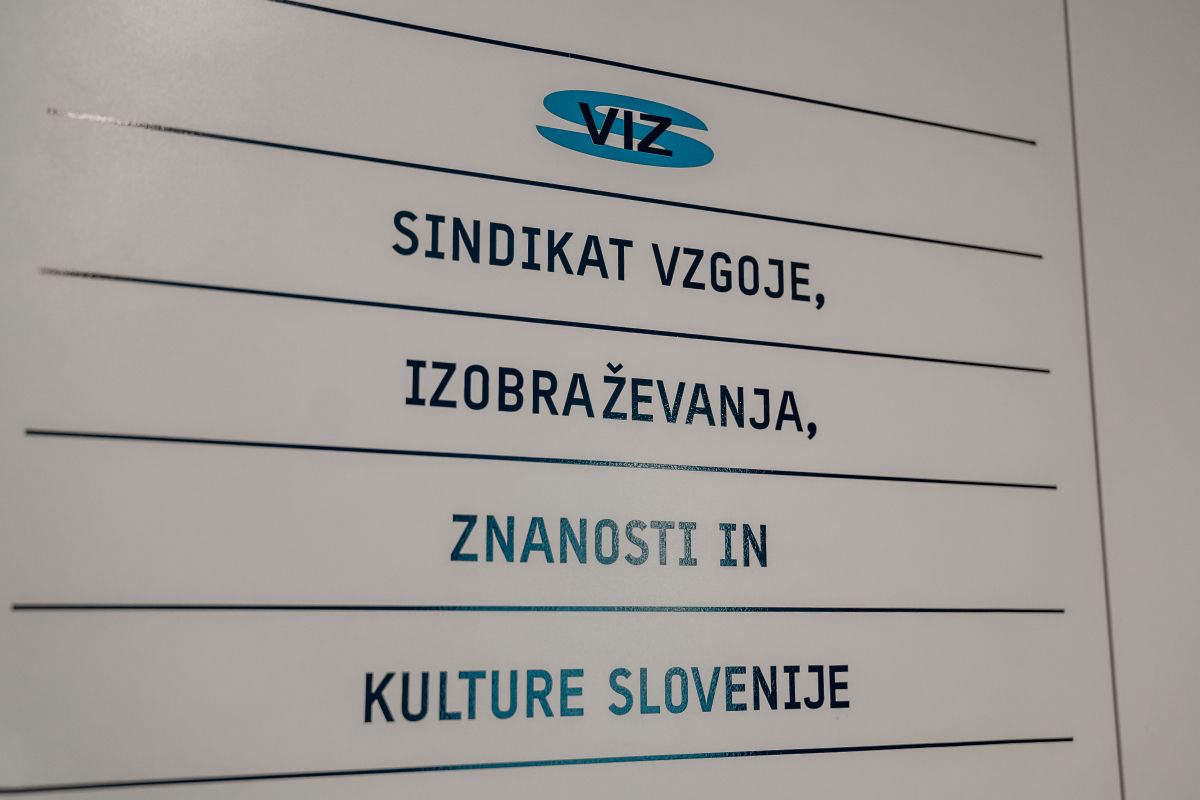 VIZ
SINDIKAT VZGOJE,
IZOBRAŽEVANJA,
ZNANOSTI IN
KULTURE SLOVENIJE